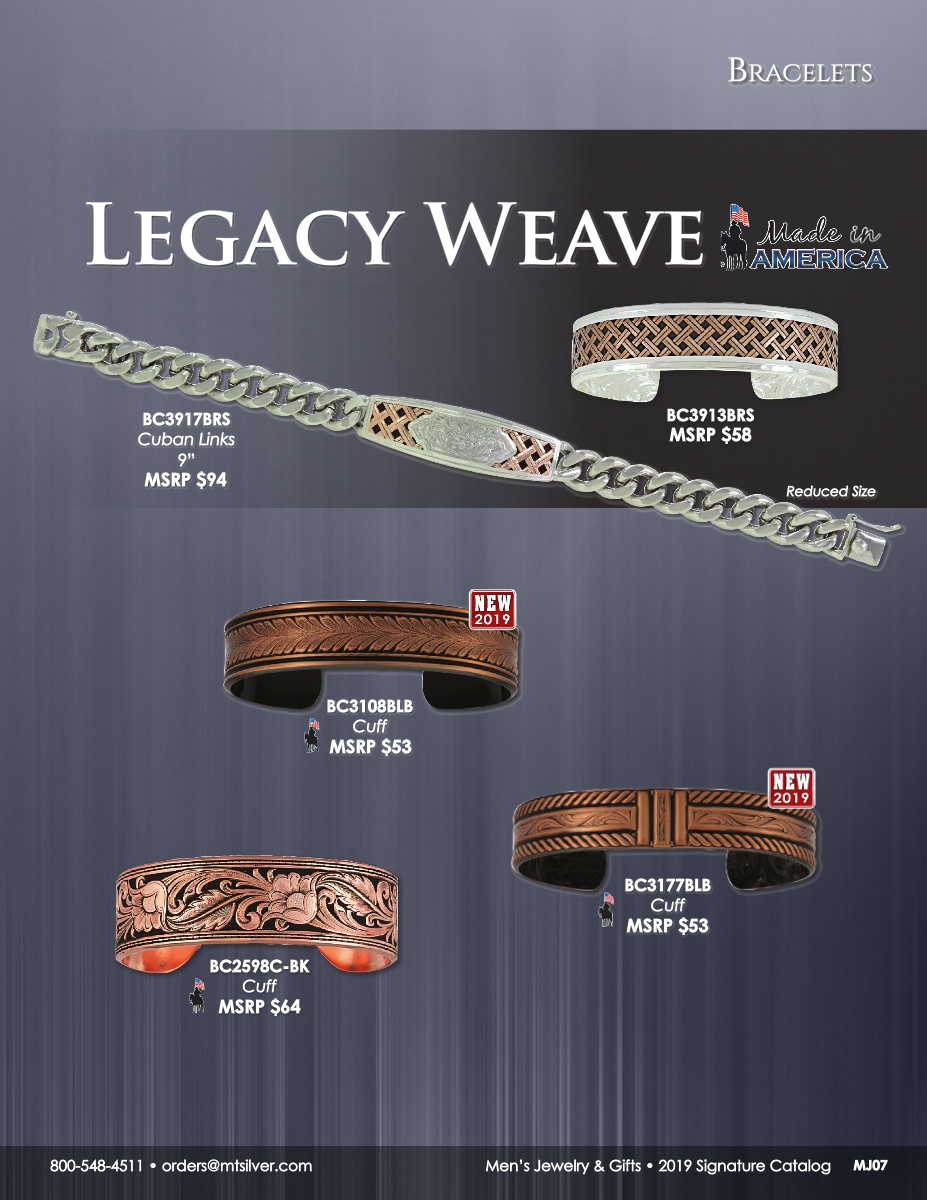 Bracelets
Legacy Weave
Made in
AMERICA
BC3917BRS
Cuban Links
9"
MSRP $94
BC3913BRS
MSRP $58
Reduced Size
NEW
2019
BC3108BLB
Cuff
MSRP $53
NEW
2019
BC3177BLB
Cuff
MSRP $53
BC2598C-BK
Cuff
MSRP $64
800-548-4511 • orders@mtsilver.com
Men's Jewelry & Gifts • 2019 Signature Catalog MJ07